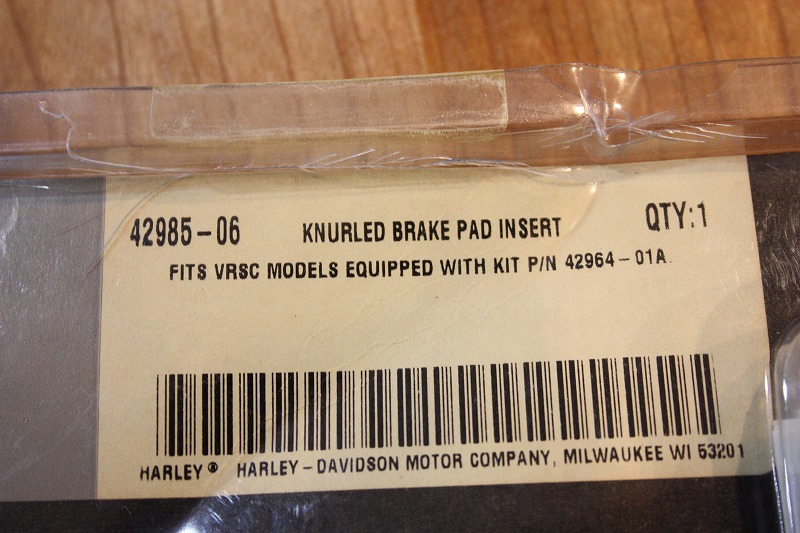 42985-06 KNURLED BRAKE PAD INSERT QTY:1
FITS VRSC MODELS EQUIPPED WITH KIT P/N 42964-01A
HARLEY® HARLEY-DAVIDSON MOTOR COMPANY, MILWAUKEE WI 53201